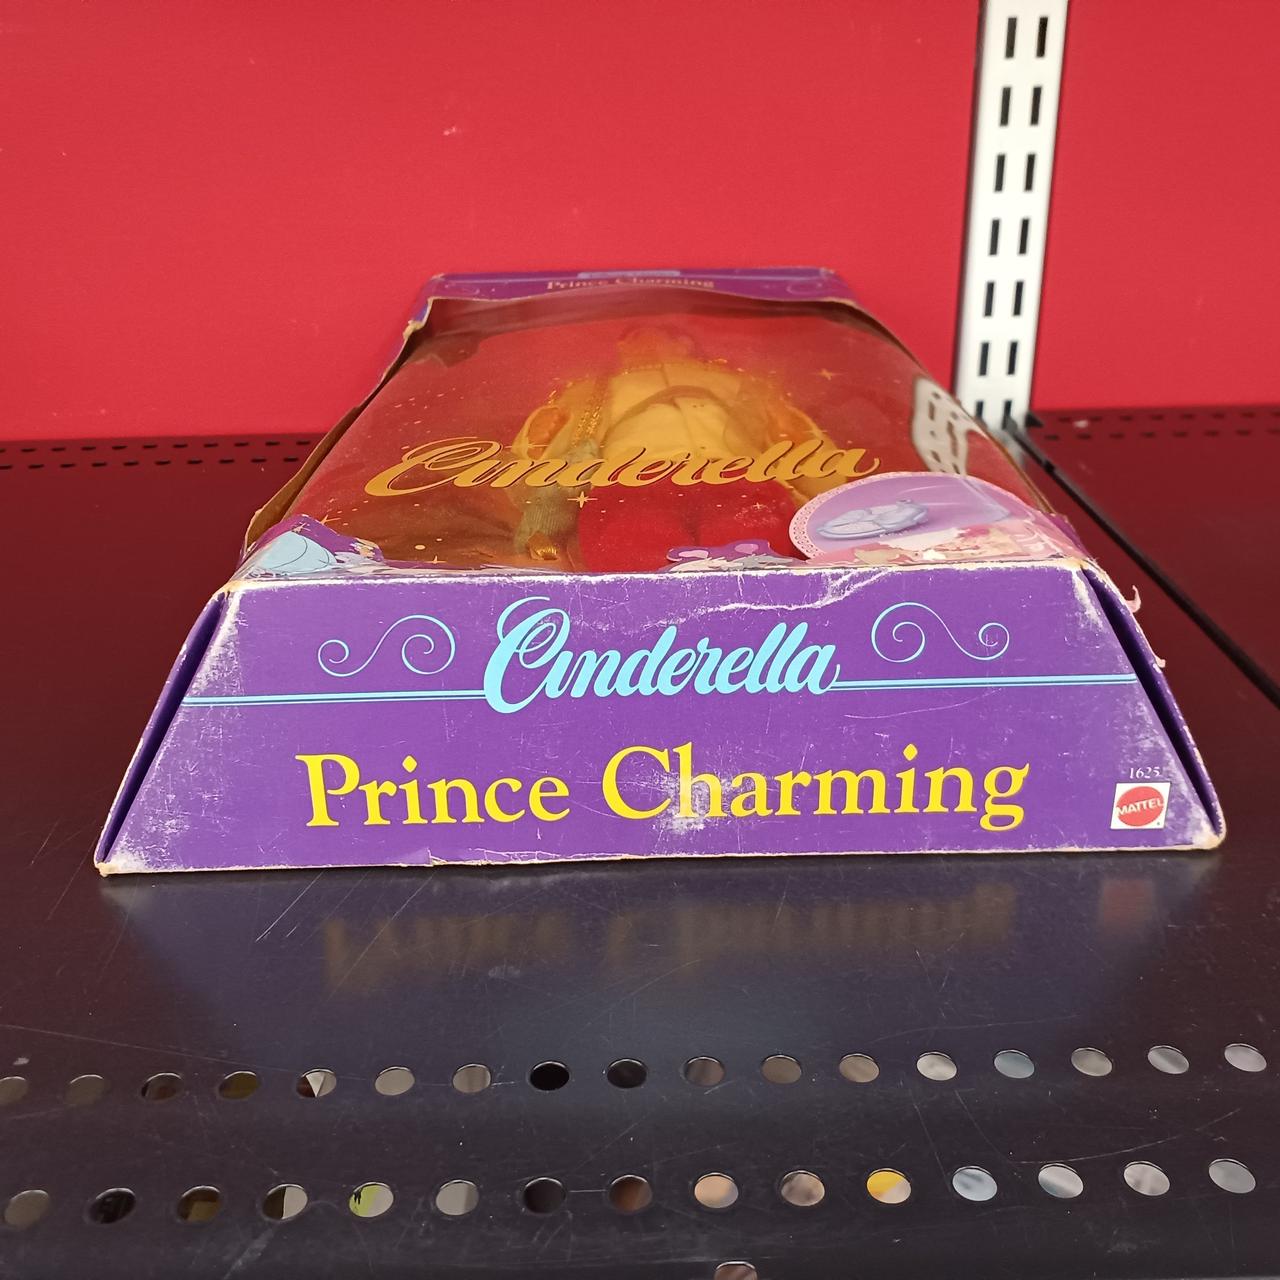 Prince Charming
Cinderella
Cinderella
Prince Charming
1625
MATTEL